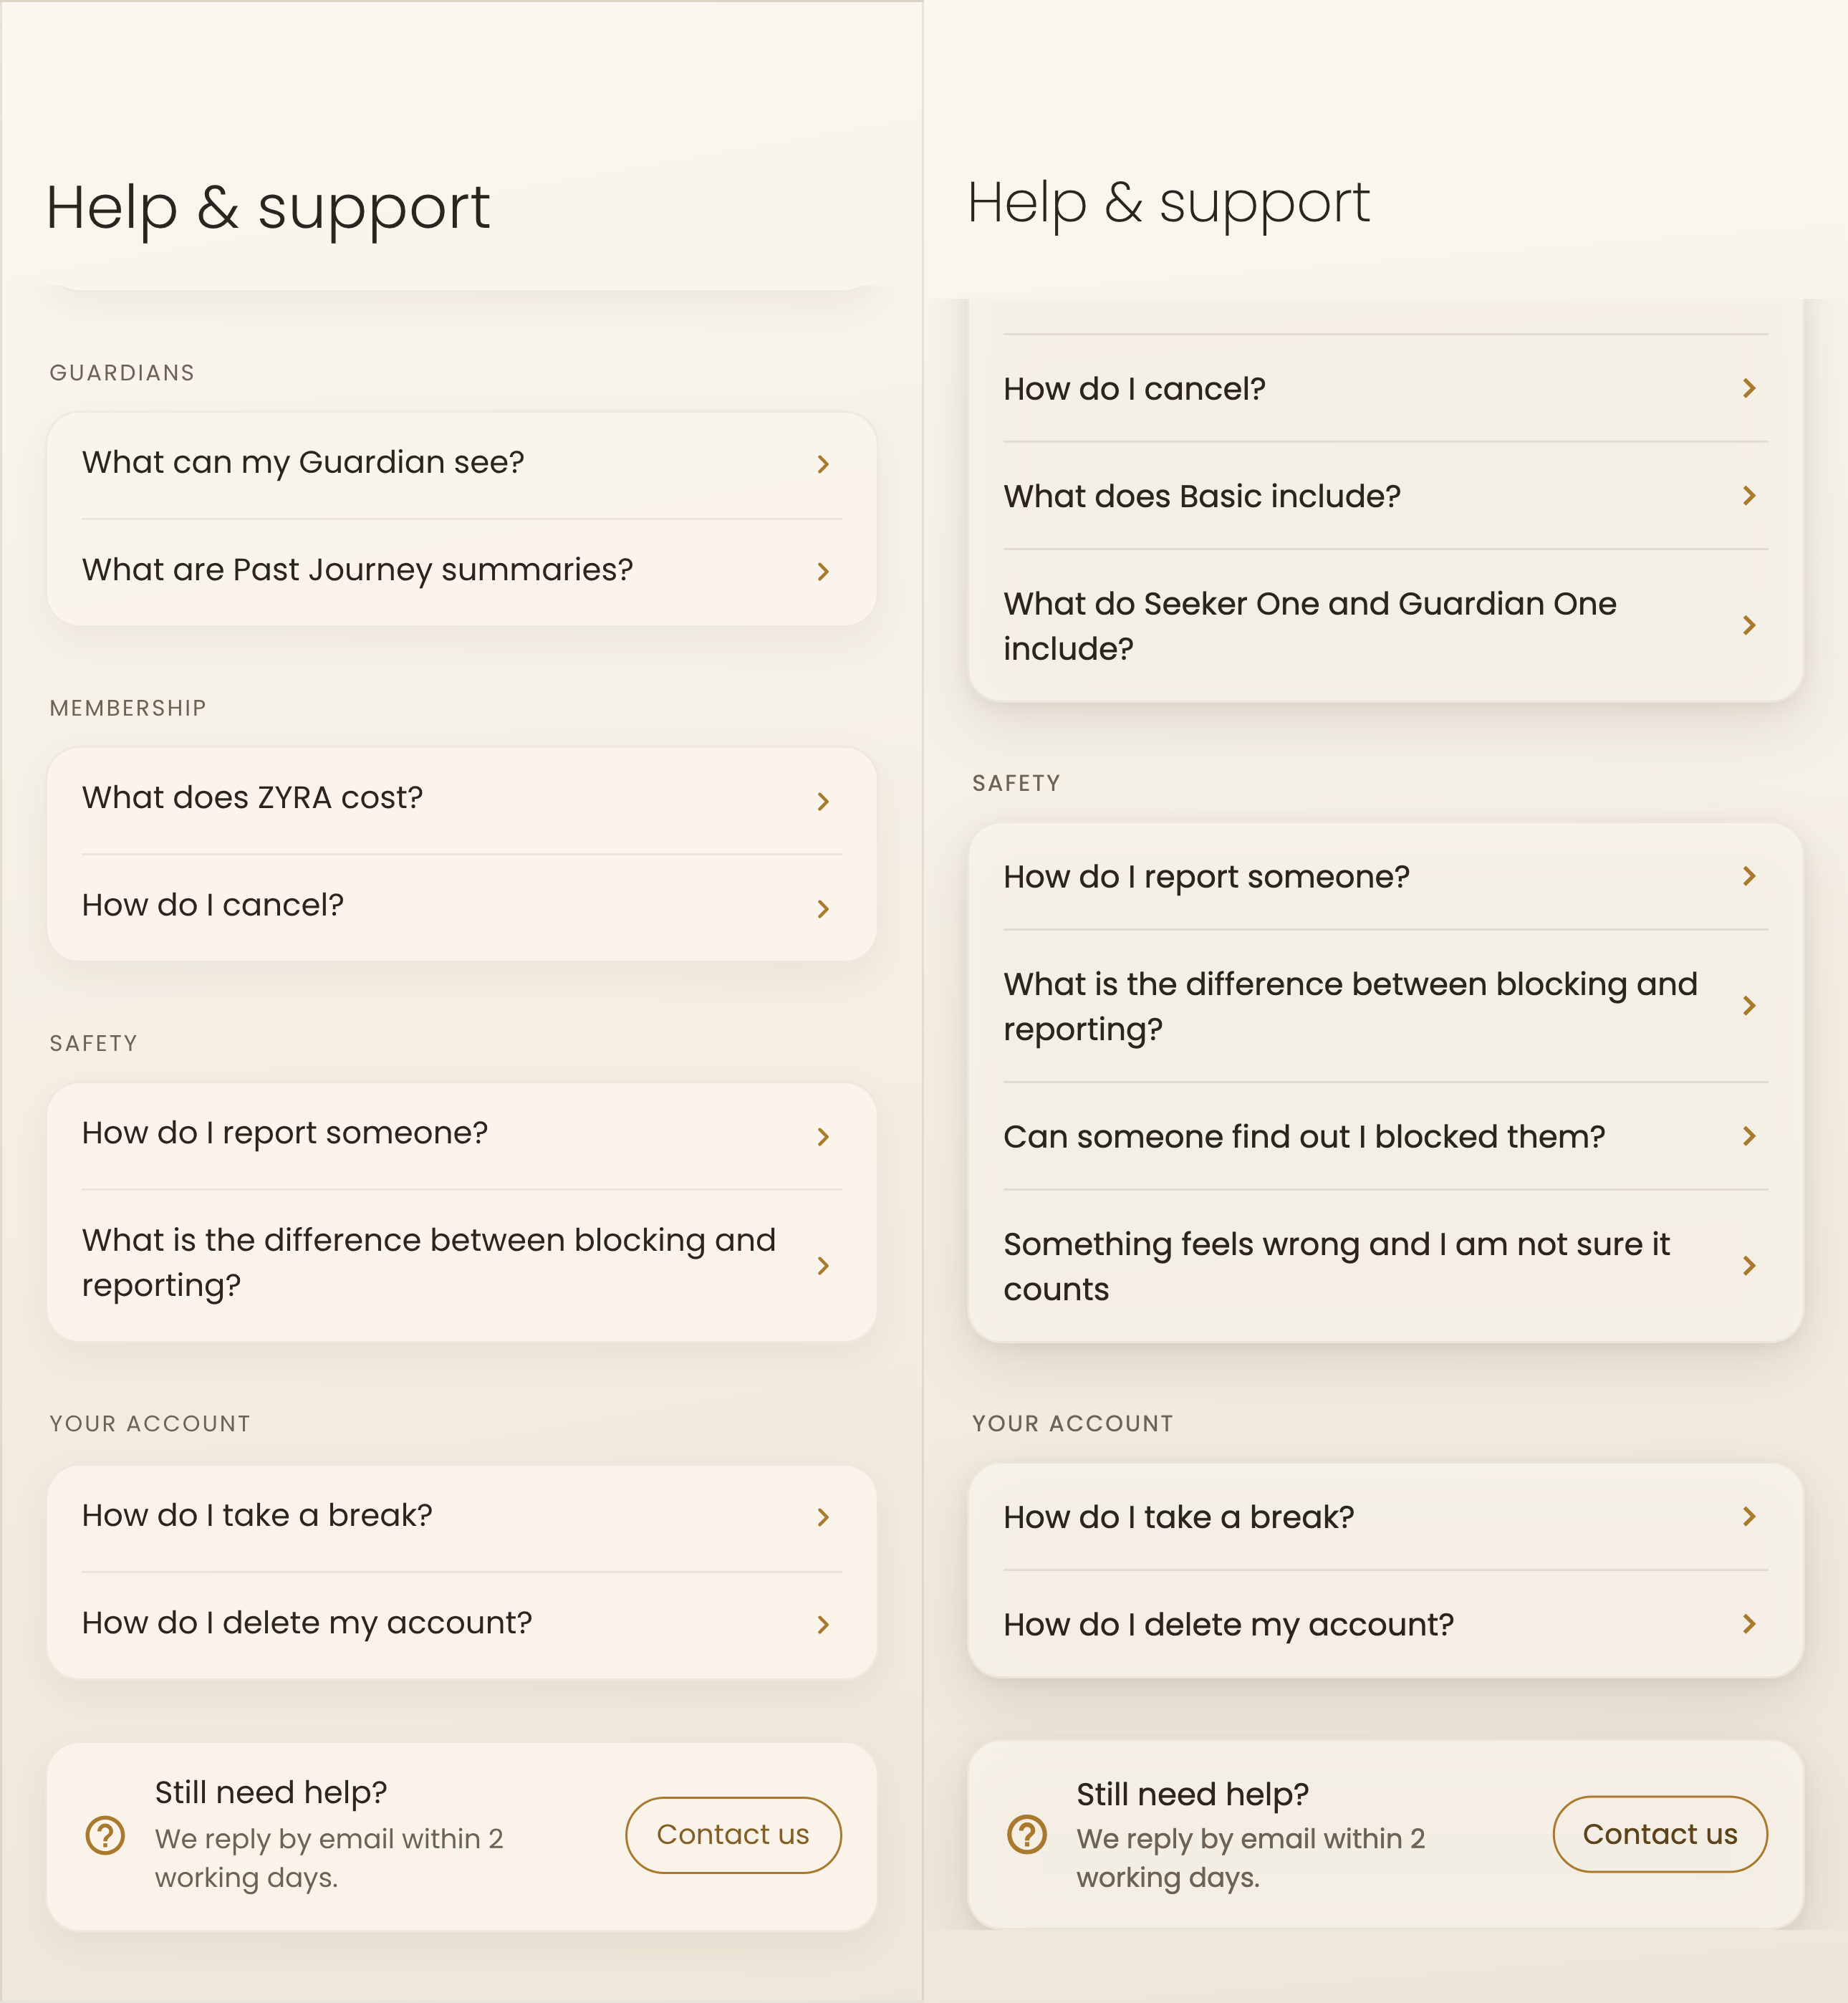 Help & support
GUARDIANS
What can my Guardian see?
What are Past Journey summaries?
MEMBERSHIP
What does ZYRA cost?
How do I cancel?
SAFETY
How do I report someone?
What is the difference between blocking and
reporting?
YOUR ACCOUNT
How do I take a break?
How do I delete my account?
Still need help?
We reply by email within 2
working days.
Contact us
Help & support
How do I cancel?
What does Basic include?
What do Seeker One and Guardian One
include?
SAFETY
How do I report someone?
What is the difference between blocking and
reporting?
Can someone find out I blocked them?
Something feels wrong and I am not sure it
counts
YOUR ACCOUNT
How do I take a break?
How do I delete my account?
Still need help?
We reply by email within 2
working days.
Contact us